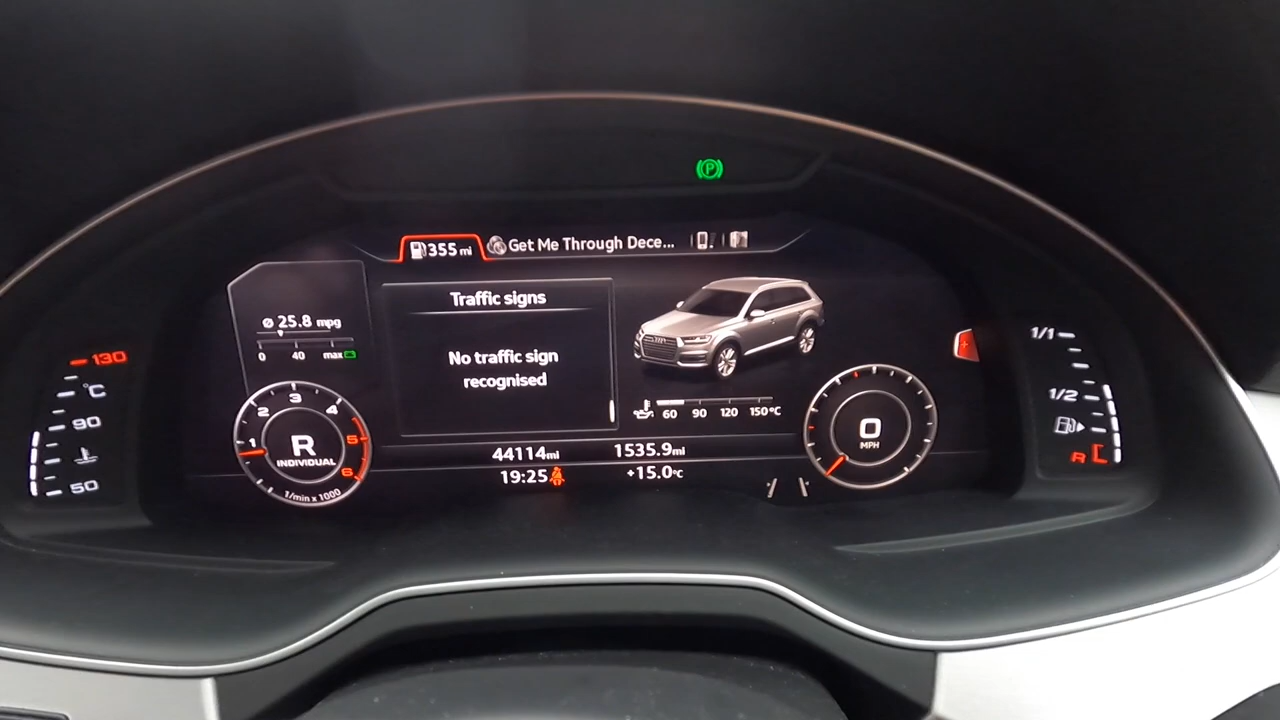 P
355 mi
Get Me Through Dece...
Traffic signs
No traffic sign
recognised
Ø 25.8 mpg
0 40 max
130
°C
90
50
1 2 3 4 5 6
R
INDIVIDUAL
1/min x 1000
60 90 120 150°C
44114mi 1535.9mi
19:25 +15.0°C
0
MPH
1/1
1/2
R